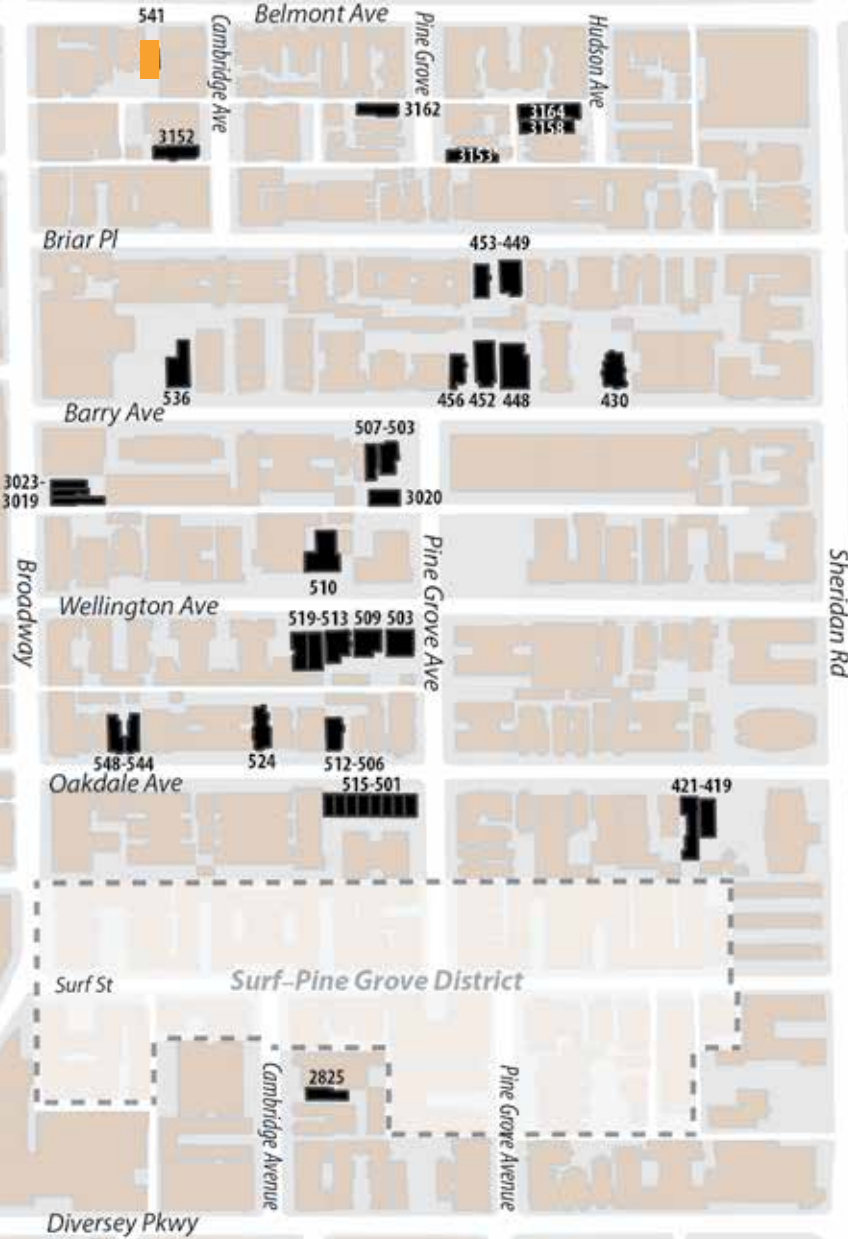 541
Belmont Ave
Cambridge Ave
Pine Grove
Hudson Ave
3162
3164
3158
3152
3153
Briar Pl
453-449
536
456 452 448
430
Barry Ave
507-503
3023-
3019
3020
510
Pine Grove Ave
Broadway
Sheridan Rd
Wellington Ave
519-513 509 503
548-544
524
512-506
Oakdale Ave
515-501
421-419
Surf St
Surf–Pine Grove District
2825
Cambridge Avenue
Pine Grove Avenue
Diversey Pkwy